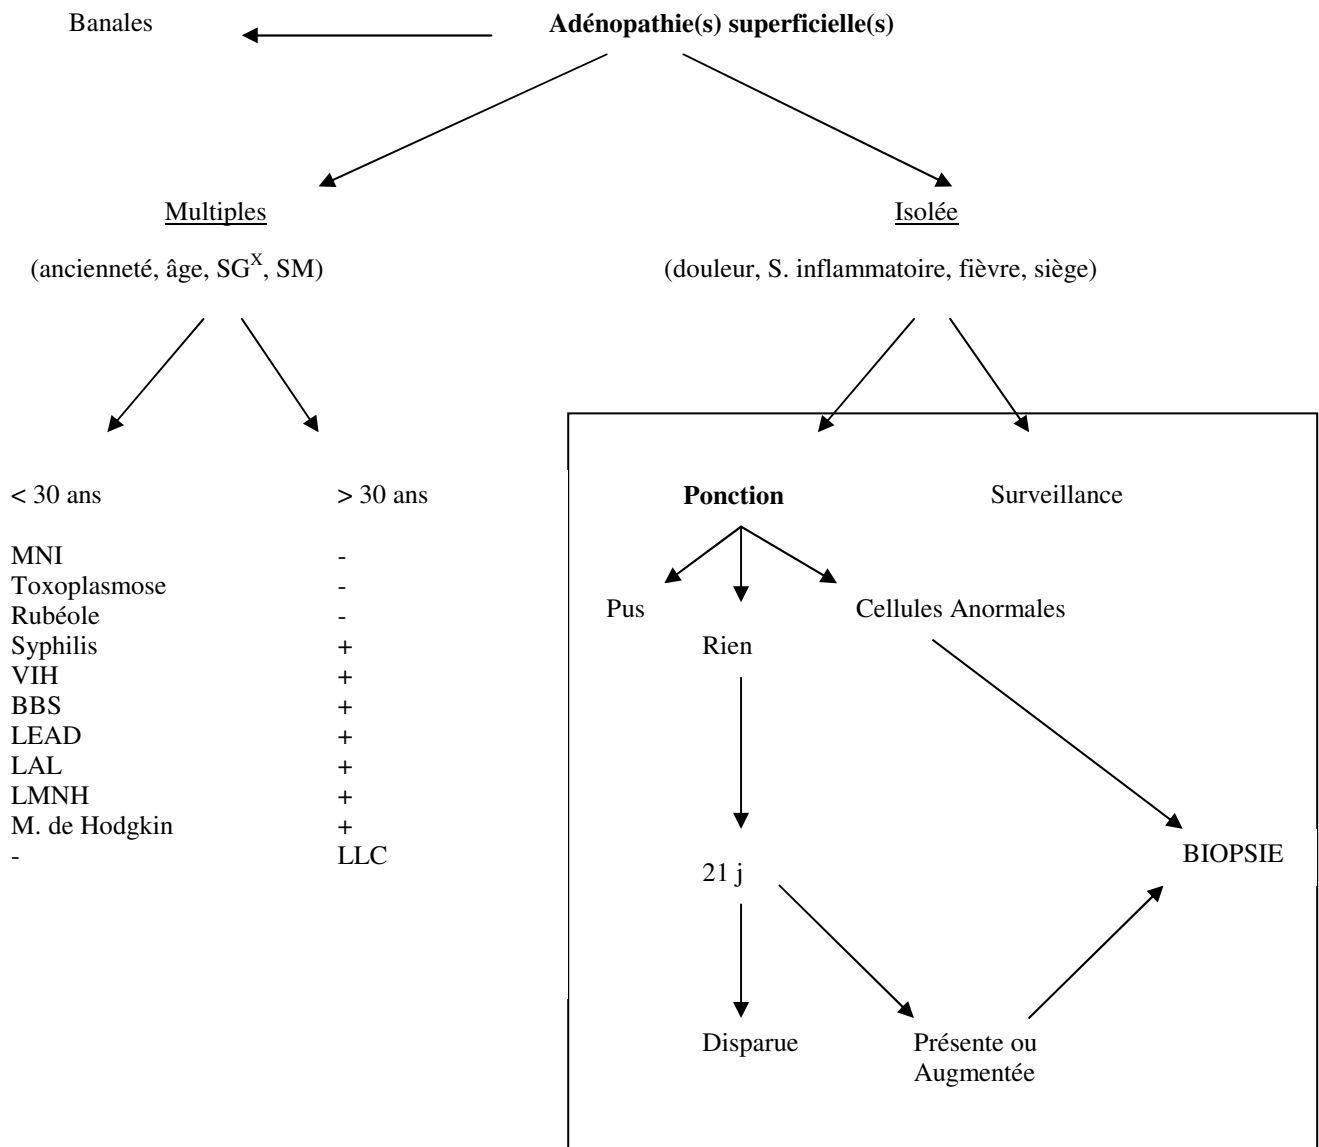 Banales
Adénopathie(s) superficielle(s)
Multiples
Isolée
(ancienneté, âge, SGX, SM)
(douleur, S. inflammatoire, fièvre, siège)
< 30 ans
> 30 ans
MNI -
Toxoplasmose -
Rubéole -
Syphilis +
VIH +
BBS +
LEAD +
LAL +
LMNH +
M. de Hodgkin +
- LLC
Ponction
Surveillance
Pus
Rien
Cellules Anormales
21 j
BIOPSIE
Disparue
Présente ou
Augmentée